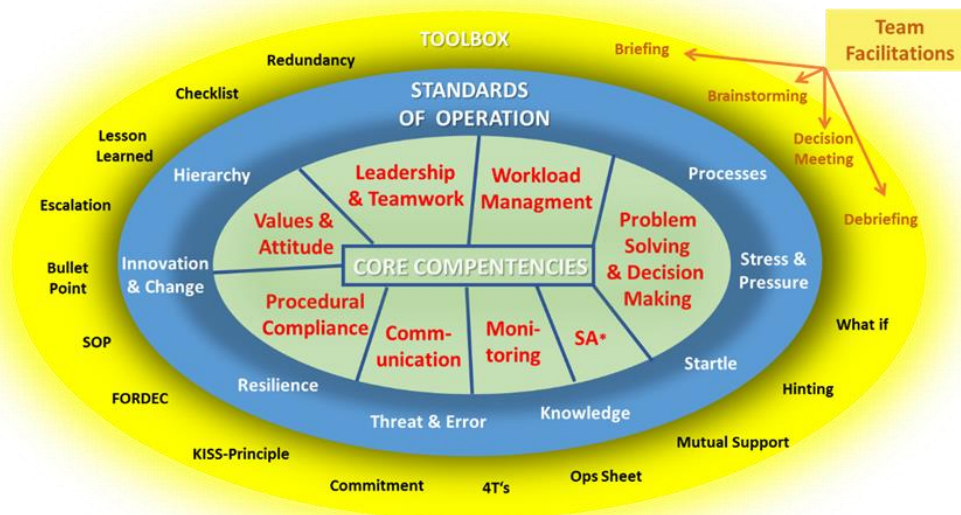 TOOLBOX
Team
Facilitations
Briefing
Brainstorming
Decision
Meeting
Debriefing
Redundancy
Checklist
Lesson
Learned
Escalation
Bullet
Point
SOP
FORDEC
KISS-Principle
Commitment
4T's
Ops Sheet
Mutual Support
Hinting
What if
STANDARDS
OF OPERATION
Hierarchy
Innovation
& Change
Resilience
Threat & Error
Knowledge
Startle
Stress &
Pressure
Processes
Leadership
& Teamwork
Workload
Managment
Values &
Attitude
Problem
Solving
& Decision
Making
CORE COMPENTENCIES
Procedural
Compliance
Comm-
unication
Moni-
toring
SA*